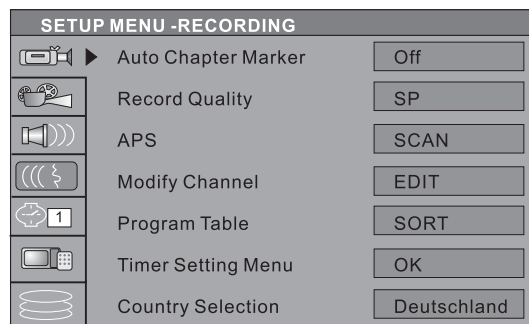 SETUP MENU -RECORDING
Auto Chapter Marker Off
Record Quality SP
APS SCAN
Modify Channel EDIT
1 Program Table SORT
Timer Setting Menu OK
Country Selection Deutschland